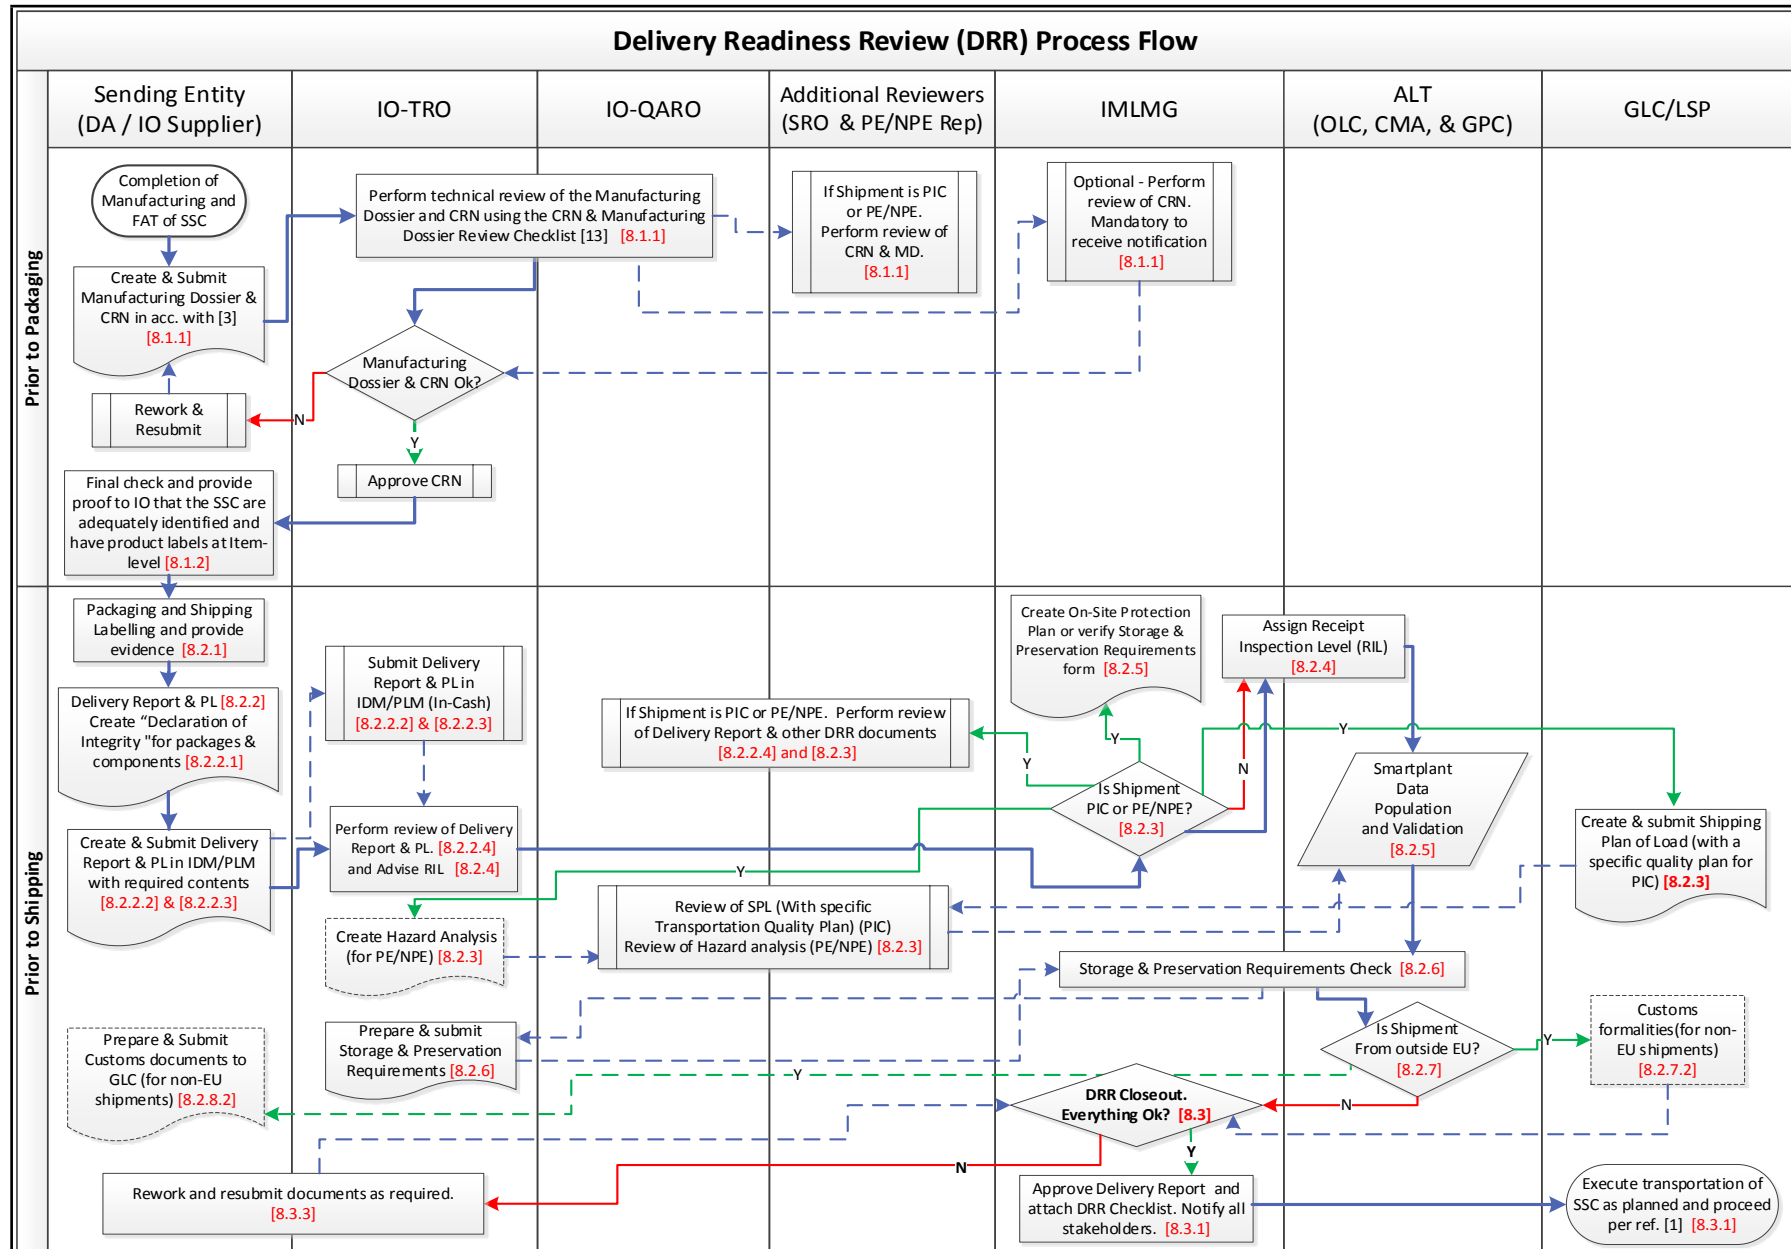 Delivery Readiness Review (DRR) Process Flow
Sending Entity
(DA / IO Supplier)
IO-TRO
IO-QARO
Additional Reviewers
(SRO & PE/NPE Rep)
IMLMG
ALT
(OLC, CMA, & GPC)
GLC/LSP
Prior to Packaging
Completion of
Manufacturing and
FAT of SSC
Create & Submit
Manufacturing Dossier &
CRN in acc. with [3]
[8.1.1]
Rework &
Resubmit
Final check and provide
proof to IO that the SSC are
adequately identified and
have product labels at Item-
level [8.1.2]
Perform technical review of the Manufacturing
Dossier and CRN using the CRN & Manufacturing
Dossier Review Checklist [13] [8.1.1]
Manufacturing
Dossier & CRN Ok?
N
Y
Approve CRN
If Shipment is PIC
or PE/NPE.
Perform review of
CRN & MD.
[8.1.1]
Optional - Perform
review of CRN.
Mandatory to
receive notification
[8.1.1]
Prior to Shipping
Packaging and Shipping
Labelling and provide
evidence [8.2.1]
Delivery Report & PL [8.2.2]
Create “Declaration of
Integrity "for packages &
components [8.2.2.1]
Create & Submit Delivery
Report & PL in IDM/PLM
with required contents
[8.2.2.2] & [8.2.2.3]
Submit Delivery
Report & PL in
IDM/PLM (In-Cash)
[8.2.2.2] & [8.2.2.3]
Perform review of Delivery
Report & PL. [8.2.2.4]
and Advise RIL [8.2.4]
If Shipment is PIC or PE/NPE. Perform review
of Delivery Report & other DRR documents
[8.2.2.4] and [8.2.3]
Create On-Site Protection
Plan or verify Storage &
Preservation Requirements
form [8.2.5]
Assign Receipt
Inspection Level (RIL)
[8.2.4]
Y
Y
N
Y
Y
Is Shipment
PIC or PE/NPE?
[8.2.3]
Smartplant
Data
Population
and Validation
[8.2.5]
Create & submit Shipping
Plan of Load (with a
specific quality plan for
PIC) [8.2.3]
Create Hazard Analysis
(for PE/NPE) [8.2.3]
Review of SPL (With specific
Transportation Quality Plan) (PIC)
Review of Hazard analysis (PE/NPE) [8.2.3]
Storage & Preservation Requirements Check [8.2.6]
Prepare & submit
Storage & Preservation
Requirements [8.2.6]
Prepare & Submit
Customs documents to
GLC (for non-EU
shipments) [8.2.8.2]
Y
Is Shipment
From outside EU?
[8.2.7]
Y
N
Customs
formalities(for non-
EU shipments)
[8.2.7.2]
DRR Closeout.
Everything Ok? [8.3]
Y
N
Rework and resubmit documents as required.
[8.3.3]
Approve Delivery Report and
attach DRR Checklist. Notify all
stakeholders. [8.3.1]
Execute transportation of
SSC as planned and proceed
per ref. [1] [8.3.1]